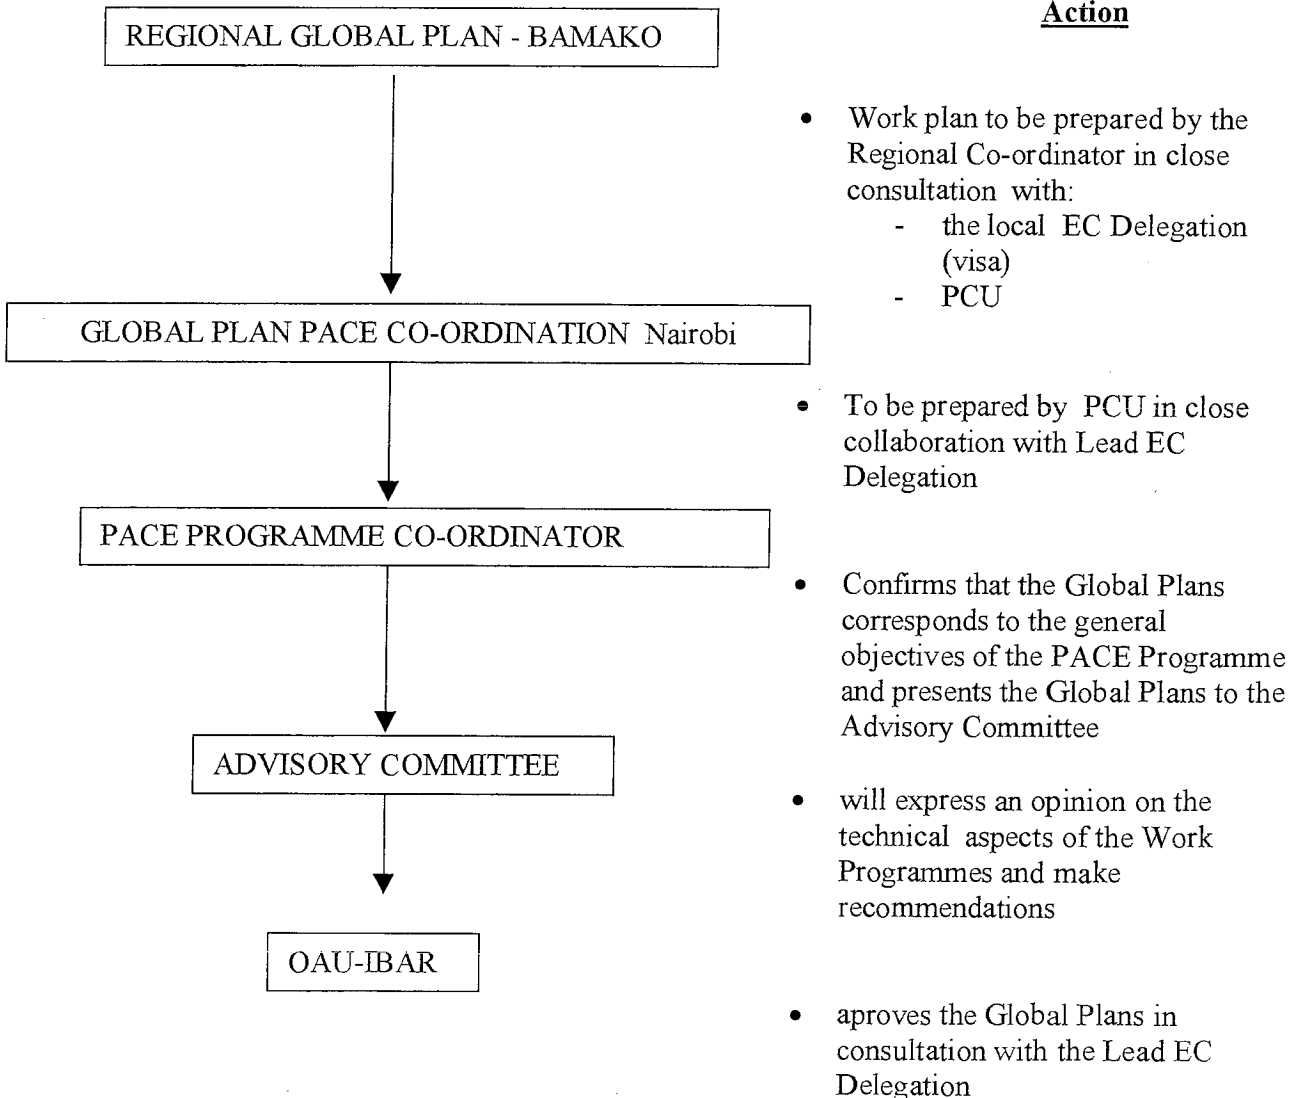 Action
REGIONAL GLOBAL PLAN - BAMAKO
• Work plan to be prepared by the
Regional Co-ordinator in close
consultation with:
- the local EC Delegation
(visa)
- PCU
GLOBAL PLAN PACE CO-ORDINATION Nairobi
• To be prepared by PCU in close
collaboration with Lead EC
Delegation
PACE PROGRAMME CO-ORDINATOR
• Confirms that the Global Plans
corresponds to the general
objectives of the PACE Programme
and presents the Global Plans to the
Advisory Committee
ADVISORY COMMITTEE
• will express an opinion on the
technical aspects of the Work
Programmes and make
recommendations
OAU-IBAR
• aproves the Global Plans in
consultation with the Lead EC
Delegation